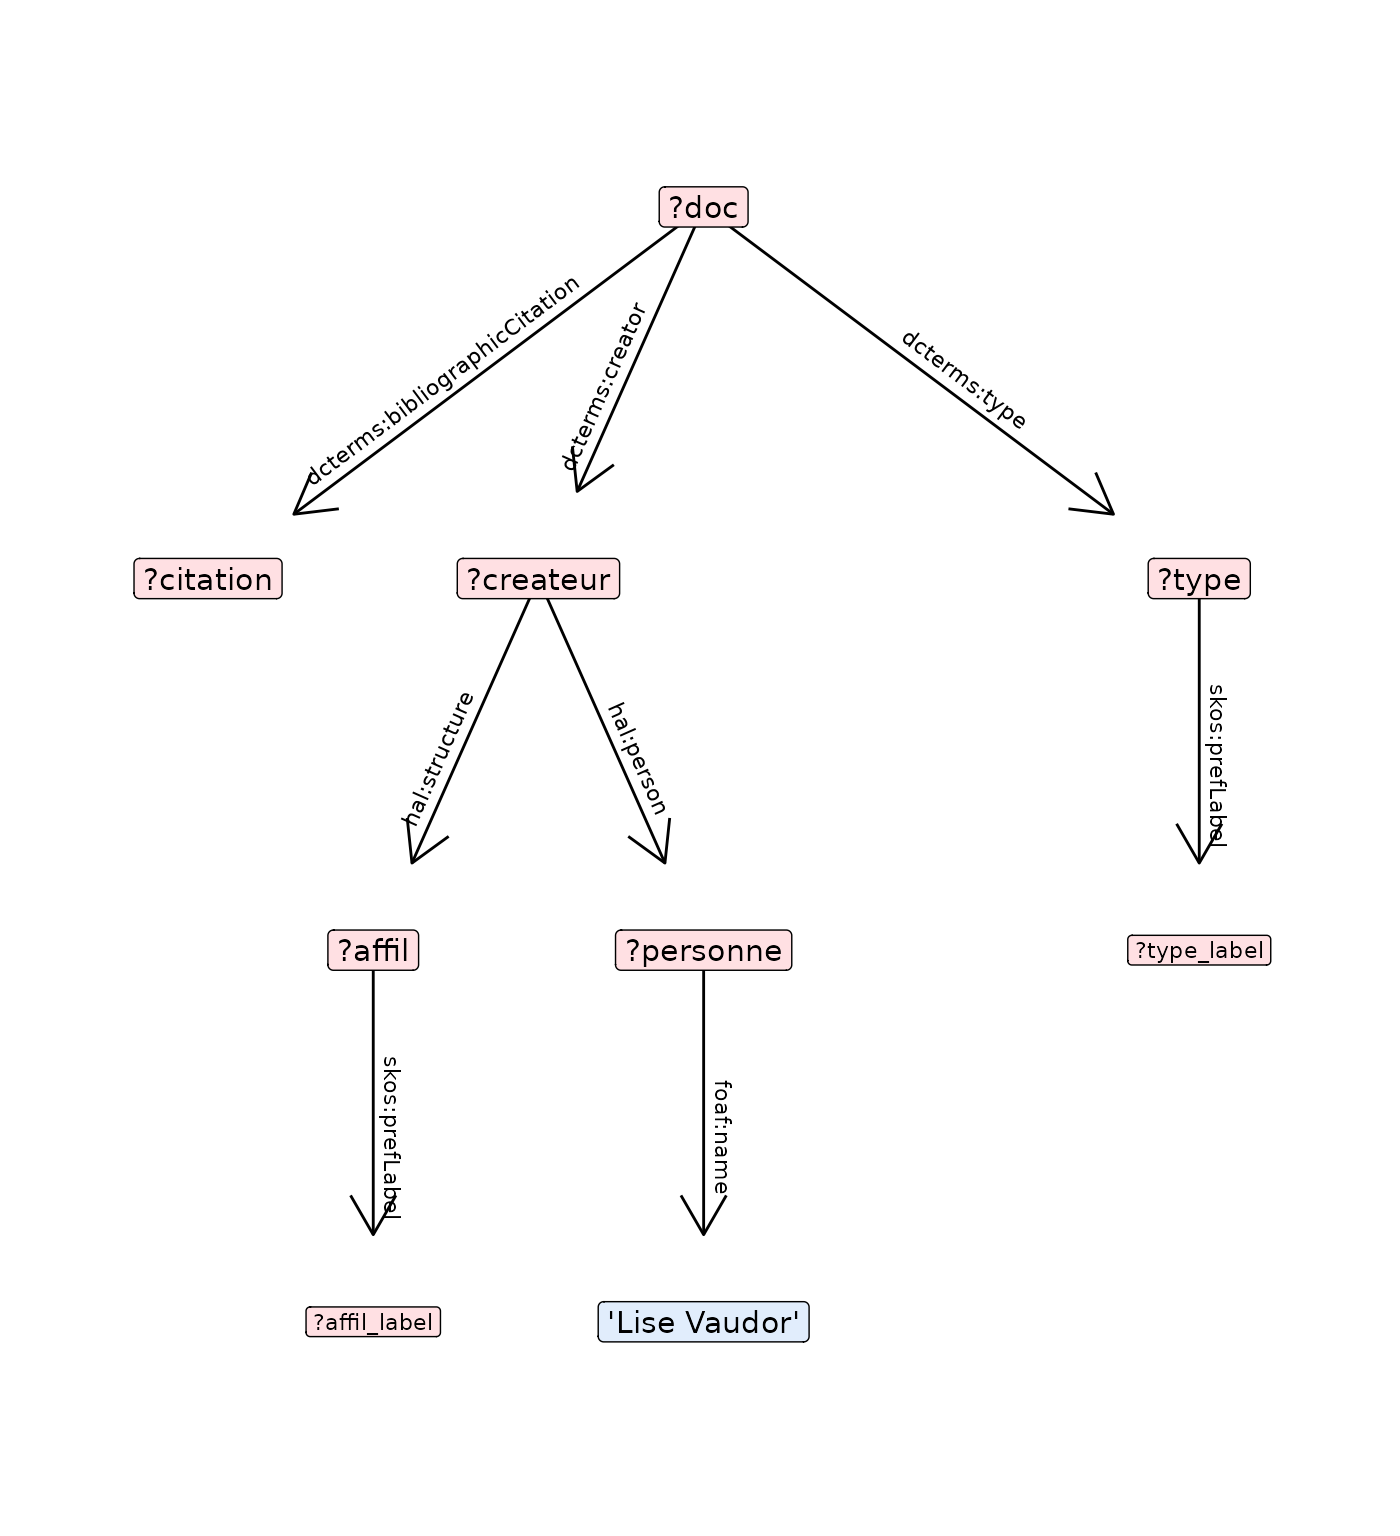 ?doc
dcterms:bibliographicCitation
dcterms:creator
dcterms:type
?citation
?createur
?type
hal:structure
hal:person
skos:prefLabel
?affil
?personne
?type_label
skos:prefLabel
foaf:name
?affil_label
'Lise Vaudor'